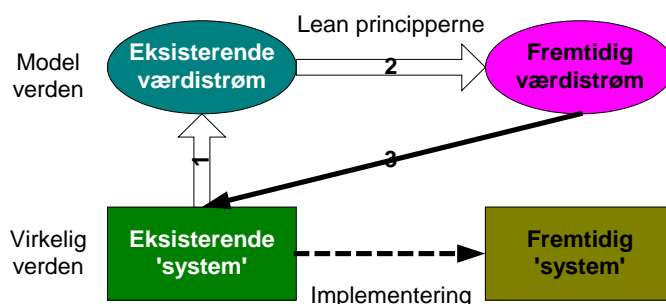 Lean principperne
Model
verden
Eksisterende
værdistrøm
2
Fremtidig
værdistrøm
1
3
Virkelig
verden
Eksisterende
'system'
Fremtidig
'system'
Implementering